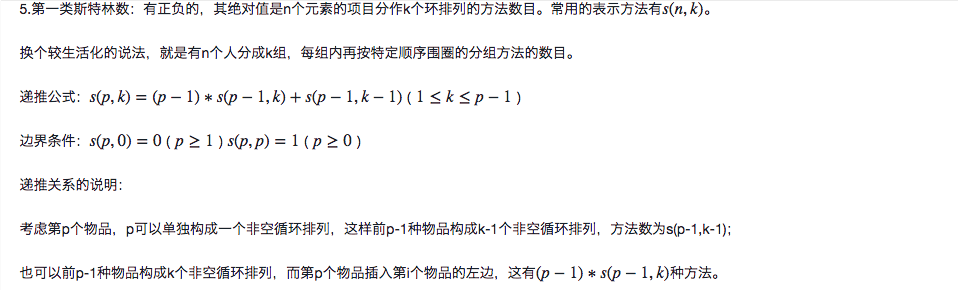 5.第一类斯特林数：有正负的，其绝对值是n个元素的项目分作k个环排列的方法数目。常用的表示方法有s(n, k)。
换个较生活化的说法，就是有n个人分成k组，每组内再按特定顺序围圈的分组方法的数目。
递推公式：s(p, k) = (p − 1) ∗ s(p − 1, k) + s(p − 1, k − 1) ( 1 ≤ k ≤ p − 1 )
边界条件：s(p, 0) = 0 ( p ≥ 1 ) s(p, p) = 1 ( p ≥ 0 )
递推关系的说明：
考虑第p个物品，p可以单独构成一个非空循环排列，这样前p-1种物品构成k-1个非空循环排列，方法数为s(p-1,k-1);
也可以前p-1种物品构成k个非空循环排列，而第p个物品插入第i个物品的左边，这有(p − 1) ∗ s(p − 1, k)种方法。